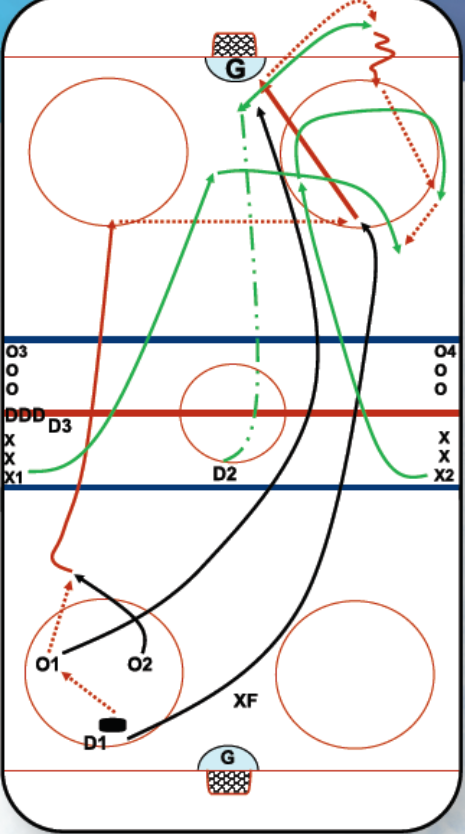 G
O3 O4
O O
O O
DDD D3
X X
X X
X1 D2 X2
O1 O2
XF
D1
G